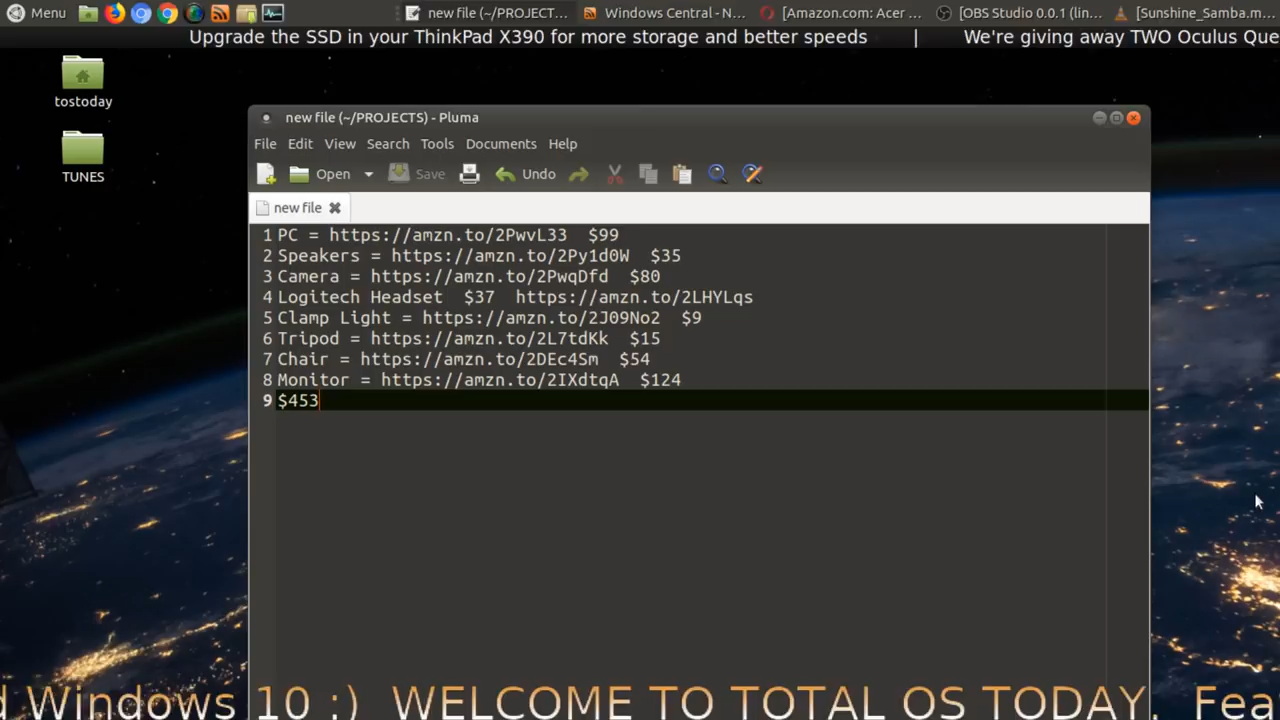 Menu new file (~/PROJECT... Windows Central - N... [Amazon.com: Acer ... [OBS Studio 0.0.1 (lin... [Sunshine_Samba.m...
Upgrade the SSD in your ThinkPad X390 for more storage and better speeds | We're giving away TWO Oculus Que
tostoday
TUNES
new file (~/PROJECTS) - Pluma
File Edit View Search Tools Documents Help
Open Save Undo
new file
1 PC = https://amzn.to/2PwvL33 $99
2 Speakers = https://amzn.to/2Py1d0W $35
3 Camera = https://amzn.to/2PwqDfd $80
4 Logitech Headset $37 https://amzn.to/2LHYLqs
5 Clamp Light = https://amzn.to/2J09No2 $9
6 Tripod = https://amzn.to/2L7tdKk $15
7 Chair = https://amzn.to/2DEc4Sm $54
8 Monitor = https://amzn.to/2IXdtqA $124
9 $453
d Windows 10 :) WELCOME TO TOTAL OS TODAY. Fea